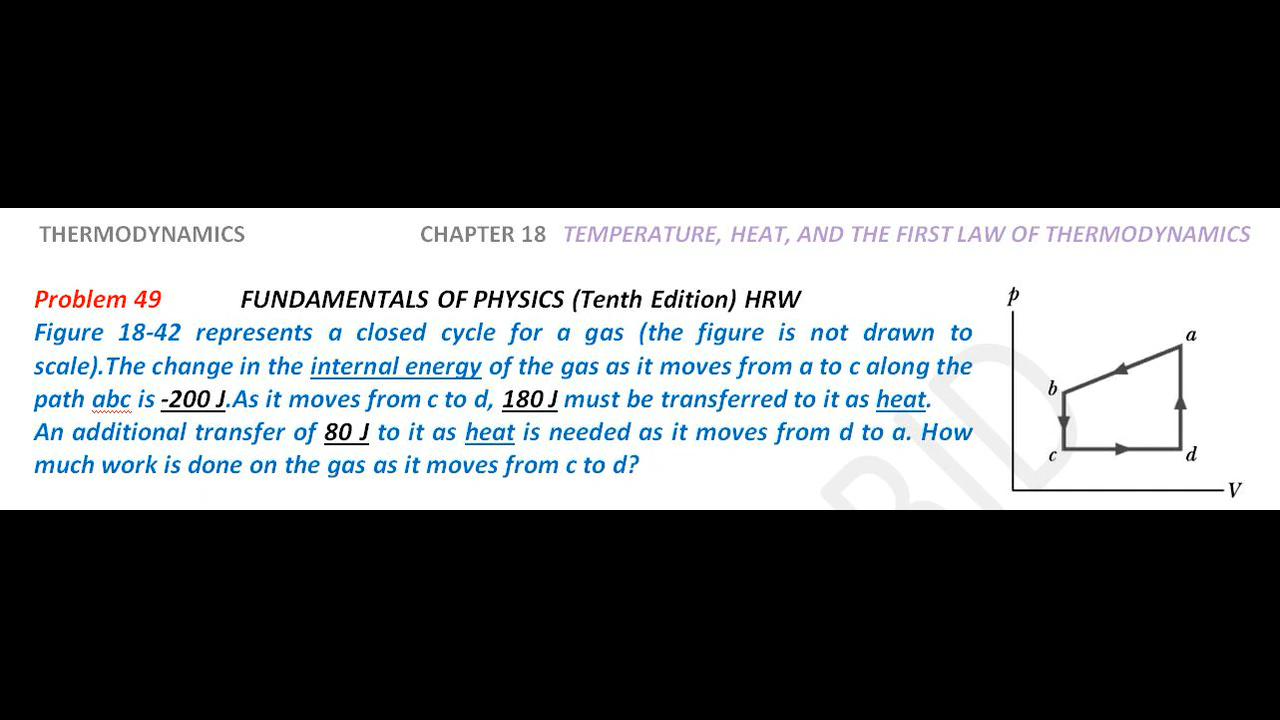 THERMODYNAMICS CHAPTER 18 TEMPERATURE, HEAT, AND THE FIRST LAW OF THERMODYNAMICS
Problem 49 FUNDAMENTALS OF PHYSICS (Tenth Edition) HRW
Figure 18-42 represents a closed cycle for a gas (the figure is not drawn to
scale).The change in the internal energy of the gas as it moves from a to c along the
path abc is -200 J.As it moves from c to d, 180 J must be transferred to it as heat.
An additional transfer of 80 J to it as heat is needed as it moves from d to a. How
much work is done on the gas as it moves from c to d?
p
a
b
c
d
V